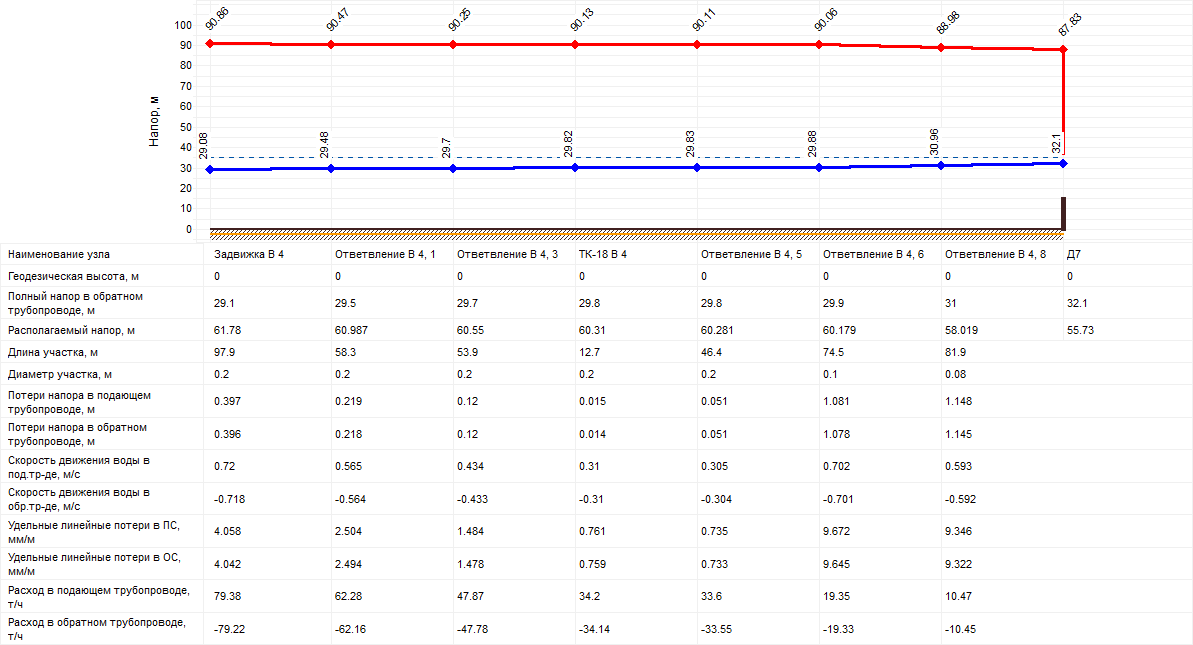 90.86 90.47 90.25 90.13 90.11 90.06 88.98 87.83
100
90
80
70
60
50
40
30
20
10
0
Напор, м
29.08 29.48 29.7 29.82 29.83 29.88 30.96 32.1
Наименование узла Задвижка В 4 Ответвление В 4, 1 Ответвление В 4, 3 ТК-18 В 4 Ответвление В 4, 5 Ответвление В 4, 6 Ответвление В 4, 8 Д7
Геодезическая высота, м 0 0 0 0 0 0 0 0
Полный напор в обратном
трубопроводе, м 29.1 29.5 29.7 29.8 29.8 29.9 31 32.1
Располагаемый напор, м 61.78 60.987 60.55 60.31 60.281 60.179 58.019 55.73
Длина участка, м 97.9 58.3 53.9 12.7 46.4 74.5 81.9
Диаметр участка, м 0.2 0.2 0.2 0.2 0.2 0.1 0.08
Потери напора в подающем
трубопроводе, м 0.397 0.219 0.12 0.015 0.051 1.081 1.148
Потери напора в обратном
трубопроводе, м 0.396 0.218 0.12 0.014 0.051 1.078 1.145
Скорость движения воды в
под.тр-де, м/с 0.72 0.565 0.434 0.31 0.305 0.702 0.593
Скорость движения воды в
обр.тр-де, м/с -0.718 -0.564 -0.433 -0.31 -0.304 -0.701 -0.592
Удельные линейные потери в ПС,
мм/м 4.058 2.504 1.484 0.761 0.735 9.672 9.346
Удельные линейные потери в ОС,
мм/м 4.042 2.494 1.478 0.759 0.733 9.645 9.322
Расход в подающем трубопроводе,
т/ч 79.38 62.28 47.87 34.2 33.6 19.35 10.47
Расход в обратном трубопроводе,
т/ч -79.22 -62.16 -47.78 -34.14 -33.55 -19.33 -10.45